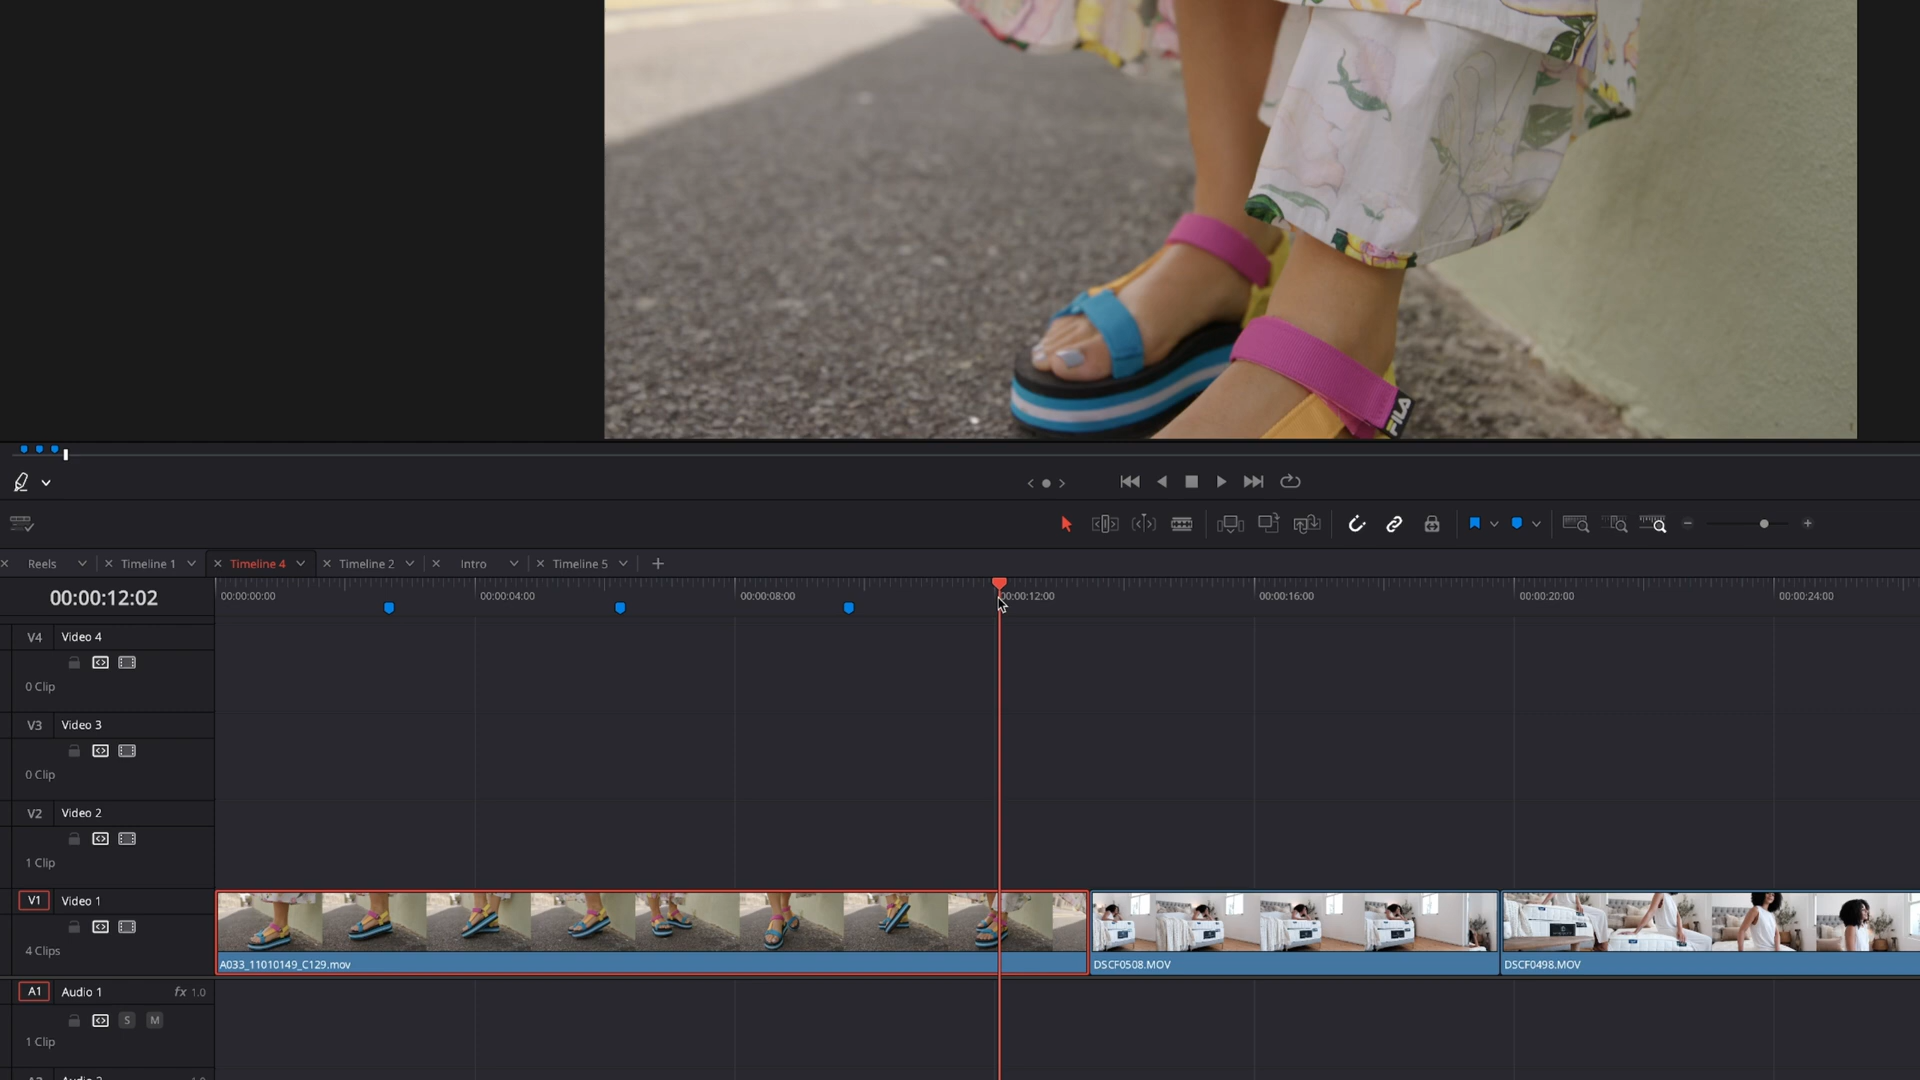 FILA
Reels
Timeline 1
Timeline 4
Timeline 2
Intro
Timeline 5
00:00:12:02
00:00:00:00
00:00:04:00
00:00:08:00
00:00:12:00
00:00:16:00
00:00:20:00
00:00:24:00
V4 Video 4
0 Clip
V3 Video 3
0 Clip
V2 Video 2
1 Clip
V1 Video 1
4 Clips
A033_11010149_C129.mov
DSCF0508.MOV
DSCF0498.MOV
A1 Audio 1 fx 1.0
S M
1 Clip